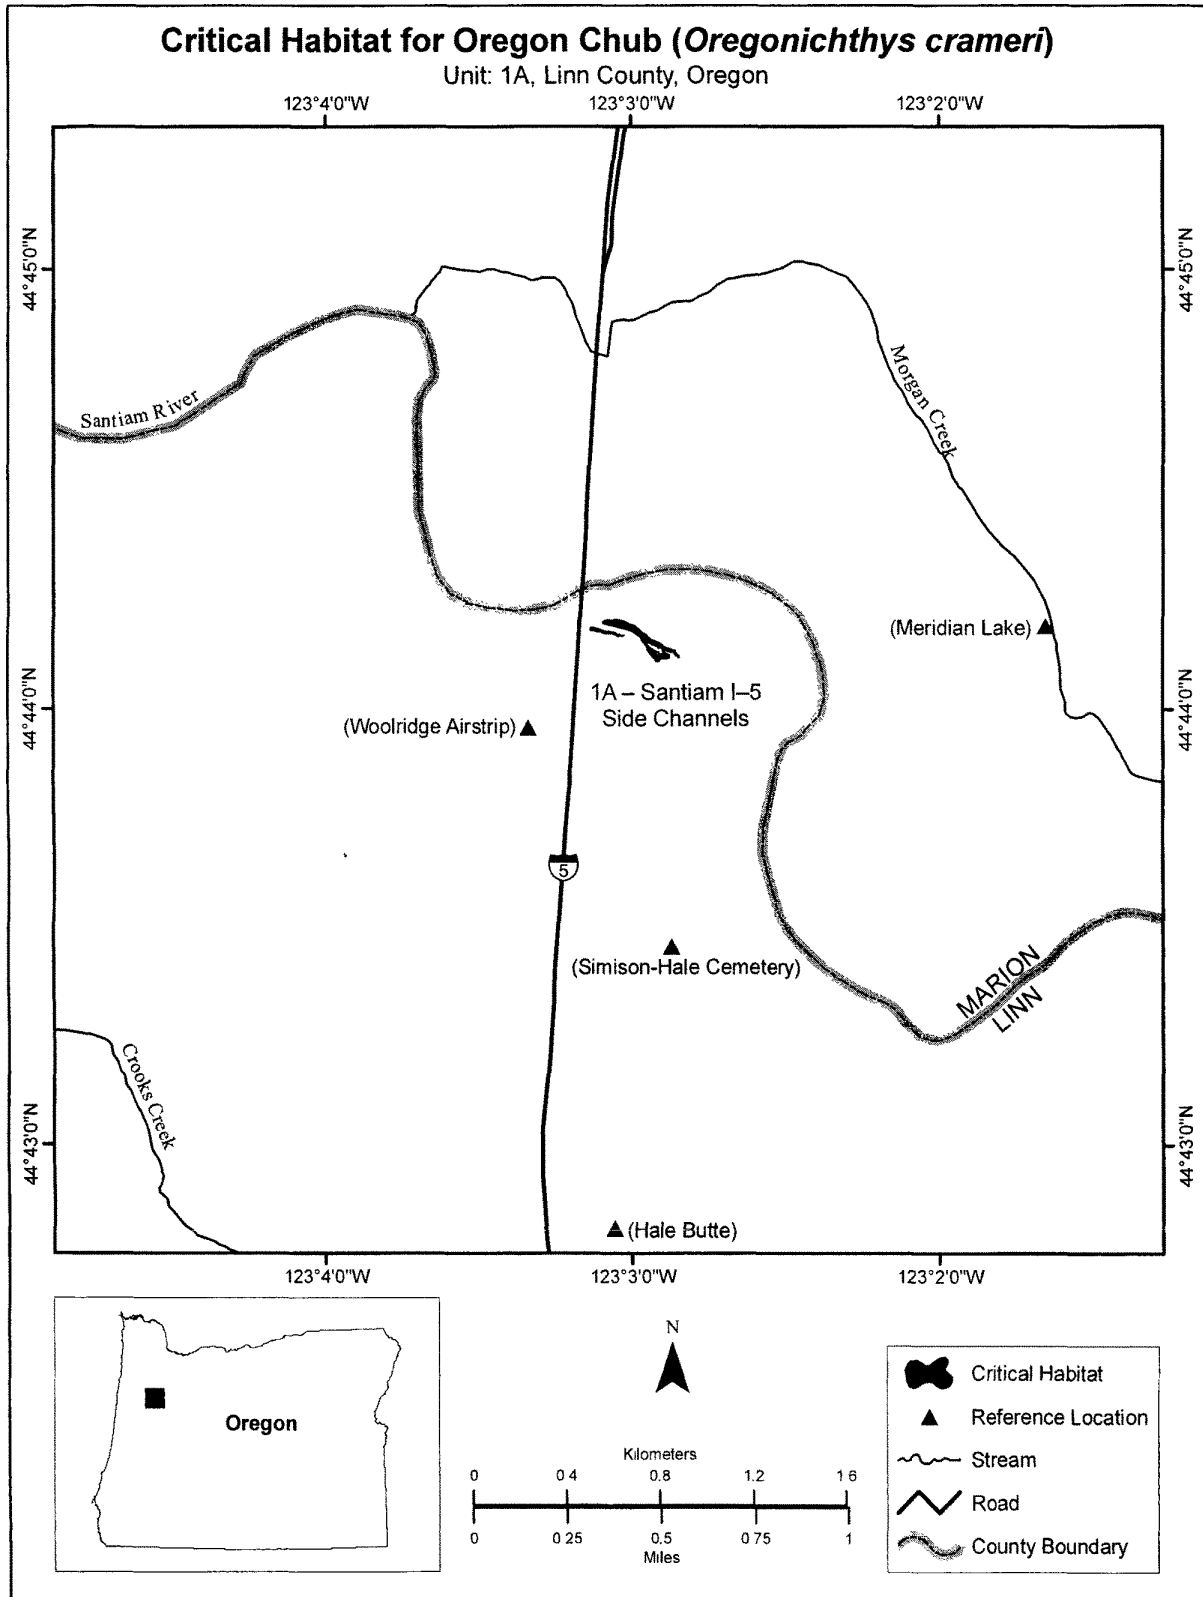 Critical Habitat for Oregon Chub (Oregonichthys crameri)
Unit: 1A, Linn County, Oregon
123°4'0"W
123°3'0"W
123°2'0"W
44°45'0"N
44°45'0"N
Santiam River
Morgan Creek
(Meridian Lake)
1A – Santiam I–5
Side Channels
44°44'0"N
44°44'0"N
(Woolridge Airstrip)
5
(Simison-Hale Cemetery)
MARION
LINN
Crooks Creek
44°43'0"N
44°43'0"N
(Hale Butte)
123°4'0"W
123°3'0"W
123°2'0"W
Oregon
N
Kilometers
0 0 4 0.8 1.2 1 6
0 0 25 0.5 0 75 1
Miles
Critical Habitat
Reference Location
Stream
Road
County Boundary